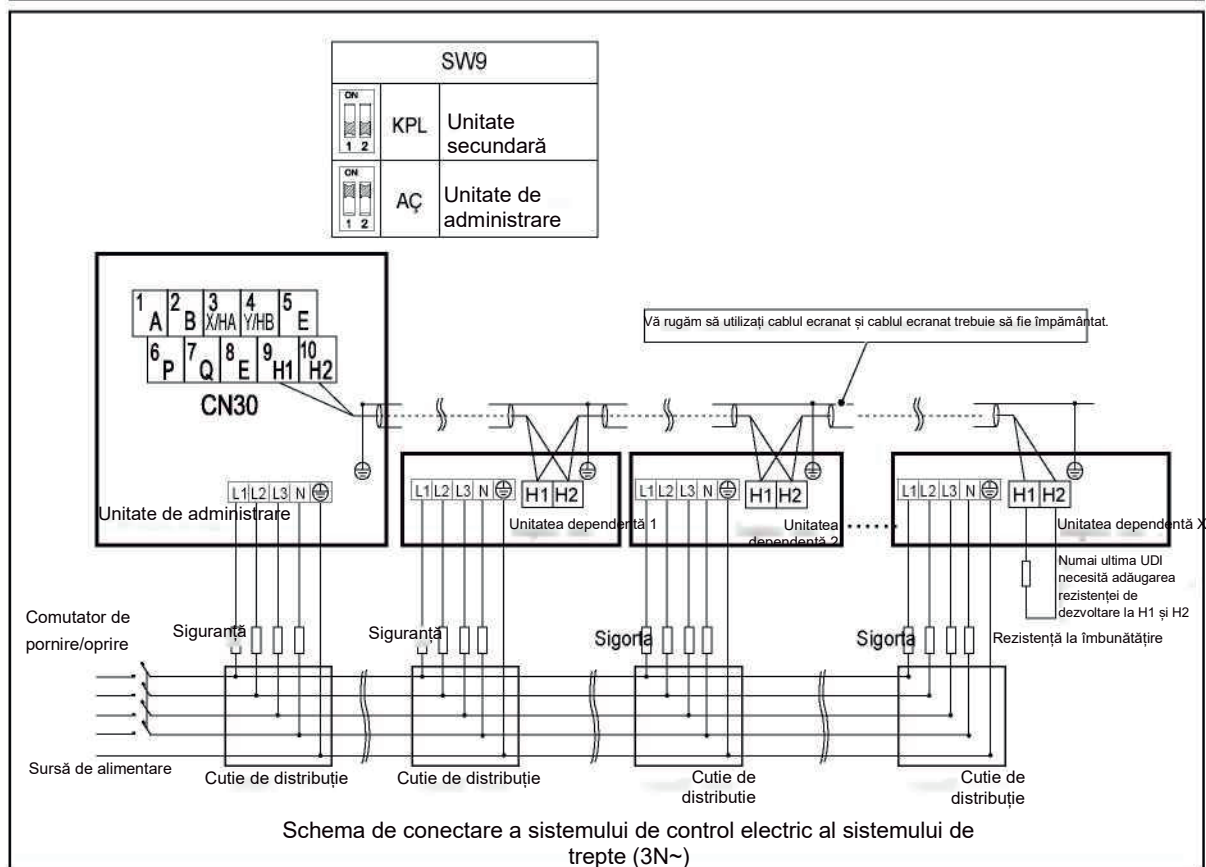 SW9
ON
1 2
KPL
Unitate
secundară
ON
1 2
AÇ
Unitate de
administrare
1 A 2 B 3 X/HA 4 Y/HB 5 E
6 P 7 Q 8 E 9 H1 10 H2
CN30
Vă rugăm să utilizați cablul ecranat și cablul ecranat trebuie să fie împământat.
L1 L2 L3 N
Unitate de administrare
L1 L2 L3 N
H1 H2
Unitatea dependentă 1
L1 L2 L3 N
H1 H2
Unitatea
dependentă 2
L1 L2 L3 N
H1 H2
Unitatea dependentă X
Numai ultima UDI
necesită adăugarea
rezistenței de
dezvoltare la H1 și H2
Rezistență la îmbunătățire
Comutator de
pornire/oprire
Siguranță
Siguranță
Sigorta
Sigorta
Sursă de alimentare
Cutie de distribuție
Cutie de distribuție
Cutie de
distributie
Cutie de
distribuție
Schema de conectare a sistemului de control electric al sistemului de
trepte (3N~)